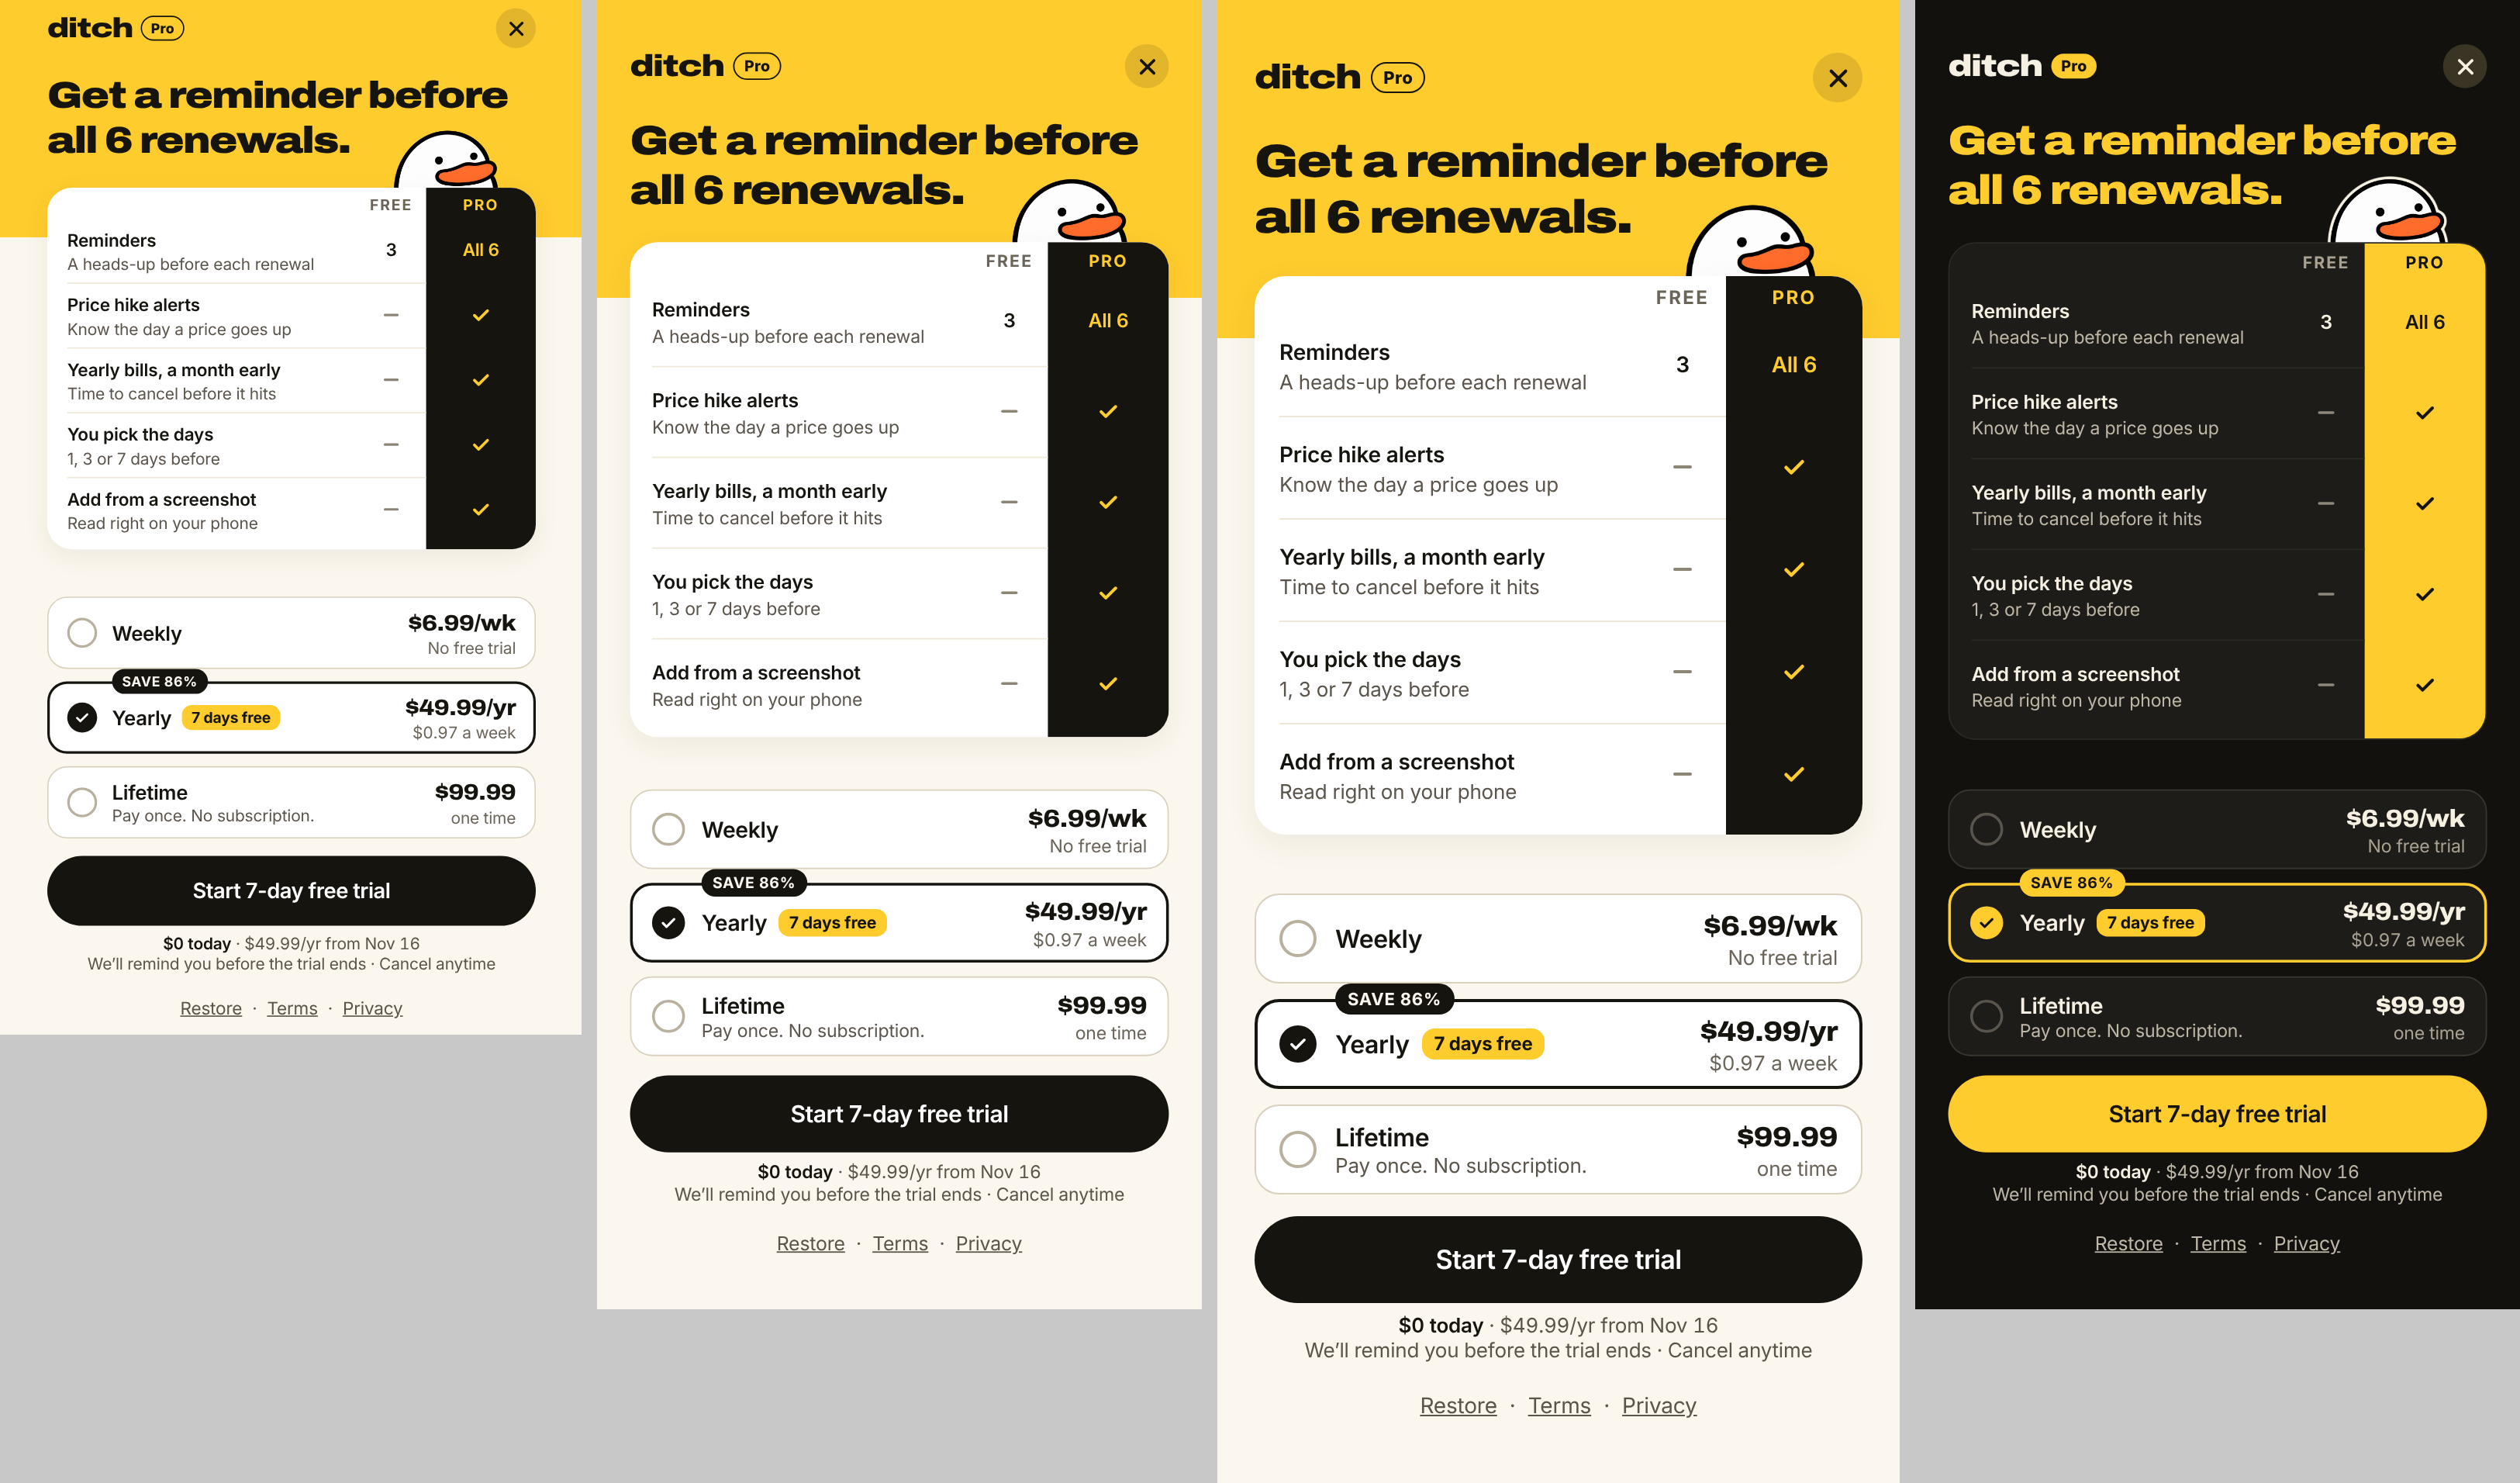 ditch Pro
Get a reminder before
all 6 renewals.
FREE PRO
Reminders
A heads-up before each renewal
3 All 6
Price hike alerts
Know the day a price goes up
Yearly bills, a month early
Time to cancel before it hits
You pick the days
1, 3 or 7 days before
Add from a screenshot
Read right on your phone
Weekly
$6.99/wk
No free trial
SAVE 86%
Yearly 7 days free
$49.99/yr
$0.97 a week
Lifetime
Pay once. No subscription.
$99.99
one time
Start 7-day free trial
$0 today · $49.99/yr from Nov 16
We’ll remind you before the trial ends · Cancel anytime
Restore · Terms · Privacy
ditch Pro
Get a reminder before
all 6 renewals.
FREE PRO
Reminders
A heads-up before each renewal
3 All 6
Price hike alerts
Know the day a price goes up
Yearly bills, a month early
Time to cancel before it hits
You pick the days
1, 3 or 7 days before
Add from a screenshot
Read right on your phone
Weekly
$6.99/wk
No free trial
SAVE 86%
Yearly 7 days free
$49.99/yr
$0.97 a week
Lifetime
Pay once. No subscription.
$99.99
one time
Start 7-day free trial
$0 today · $49.99/yr from Nov 16
We’ll remind you before the trial ends · Cancel anytime
Restore · Terms · Privacy
ditch Pro
Get a reminder before
all 6 renewals.
FREE PRO
Reminders
A heads-up before each renewal
3 All 6
Price hike alerts
Know the day a price goes up
Yearly bills, a month early
Time to cancel before it hits
You pick the days
1, 3 or 7 days before
Add from a screenshot
Read right on your phone
Weekly
$6.99/wk
No free trial
SAVE 86%
Yearly 7 days free
$49.99/yr
$0.97 a week
Lifetime
Pay once. No subscription.
$99.99
one time
Start 7-day free trial
$0 today · $49.99/yr from Nov 16
We’ll remind you before the trial ends · Cancel anytime
Restore · Terms · Privacy
ditch Pro
Get a reminder before
all 6 renewals.
FREE PRO
Reminders
A heads-up before each renewal
3 All 6
Price hike alerts
Know the day a price goes up
Yearly bills, a month early
Time to cancel before it hits
You pick the days
1, 3 or 7 days before
Add from a screenshot
Read right on your phone
Weekly
$6.99/wk
No free trial
SAVE 86%
Yearly 7 days free
$49.99/yr
$0.97 a week
Lifetime
Pay once. No subscription.
$99.99
one time
Start 7-day free trial
$0 today · $49.99/yr from Nov 16
We’ll remind you before the trial ends · Cancel anytime
Restore · Terms · Privacy